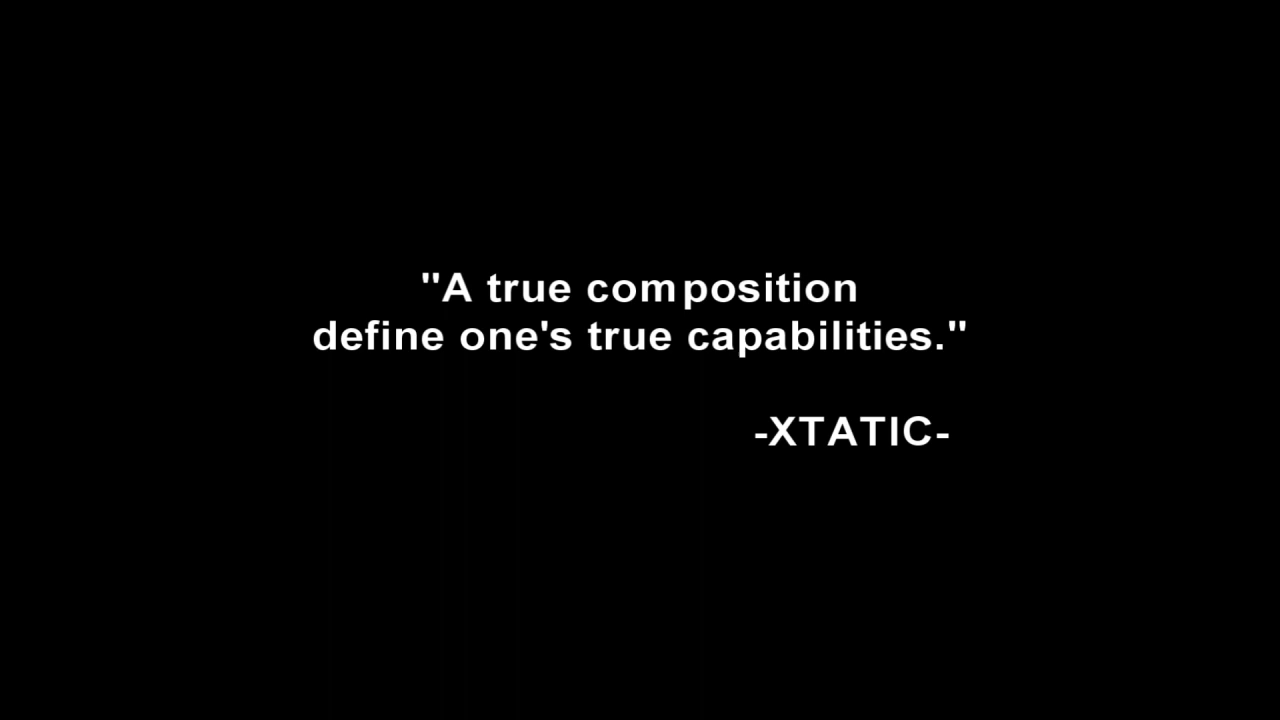 "A true composition
define one's true capabilities."
-XTATIC-